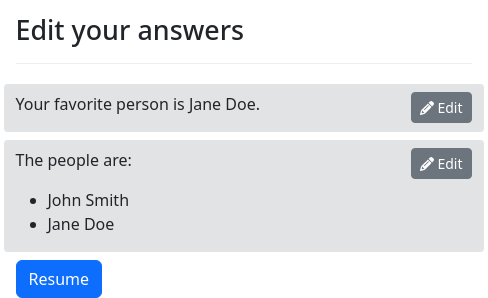 Edit your answers
Your favorite person is Jane Doe.
Edit
The people are:
Edit
John Smith
Jane Doe
Resume